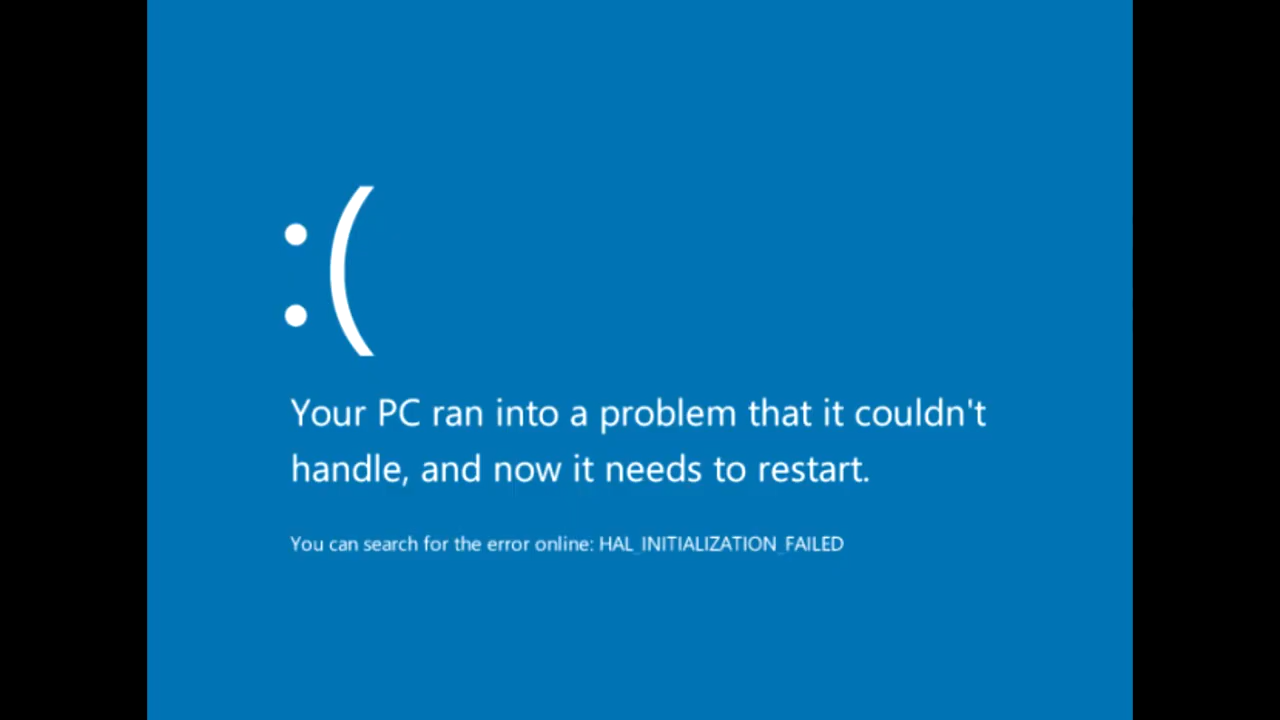 :(
Your PC ran into a problem that it couldn't
handle, and now it needs to restart.
You can search for the error online: HAL_INITIALIZATION_FAILED